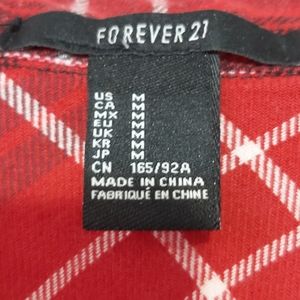 FOREVER 21
US M
CA M
MX M
EU M
UK M
KR M
JP M
CN 165/92A
MADE IN CHINA
FABRIQUÉ EN CHINE